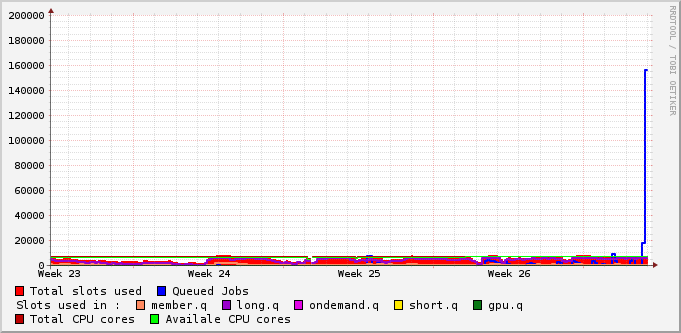 200000
180000
160000
140000
120000
100000
80000
60000
40000
20000
0
Week 23 Week 24 Week 25 Week 26
RRDTOOL / TOBI OETIKER
Total slots used Queued Jobs
Slots used in : member.q long.q ondemand.q short.q gpu.q
Total CPU cores Availale CPU cores